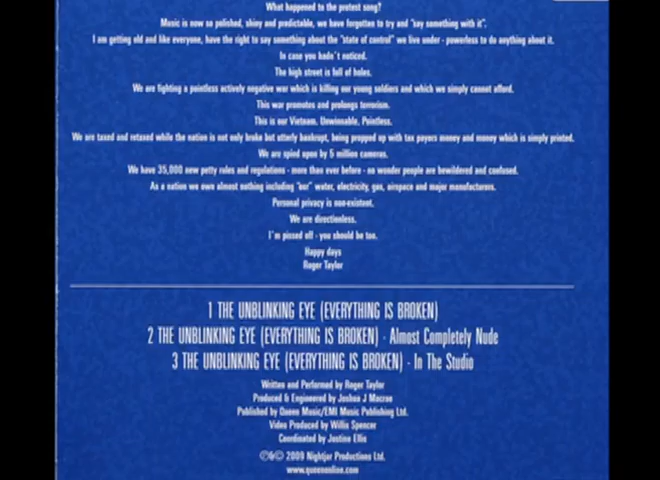 What happened to the protest song?
Music is now so polished, shiny and predictable, we have forgotten to try and "say something with it".
I am getting old and like everyone, have the right to say something about the "state of control" we live under - powerless to do anything about it.
In case you hadn't noticed.
The high street is full of holes.
We are fighting a pointless actively negative war which is killing our young soldiers and which we simply cannot afford.
This war promotes and prolongs terrorism.
This is our Vietnam. Unwinnable, Pointless.
We are taxed and retaxed while the nation is not only broke but utterly bankrupt, being propped up with tax payers money and money which is simply printed.
We are spied upon by 5 million cameras.
We have 35,000 new petty rules and regulations - more than ever before - no wonder people are bewildered and confused.
As a nation we own almost nothing including "our" water, electricity, gas, airspace and major manufacturers.
Personal privacy is non-existent.
We are directionless.
I'm pissed off - you should be too.
Happy days
Roger Taylor
1 THE UNBLINKING EYE (EVERYTHING IS BROKEN)
2 THE UNBLINKING EYE (EVERYTHING IS BROKEN) - Almost Completely Nude
3 THE UNBLINKING EYE (EVERYTHING IS BROKEN) - In The Studio
Written and Performed by Roger Taylor
Produced & Engineered by Joshua J Macrae
Published by Queen Music/EMI Music Publishing Ltd.
Video Produced by Willis Spencer
Coordinated by Justine Ellis
℗&© 2009 Nightjar Productions Ltd.
www.queenonline.com